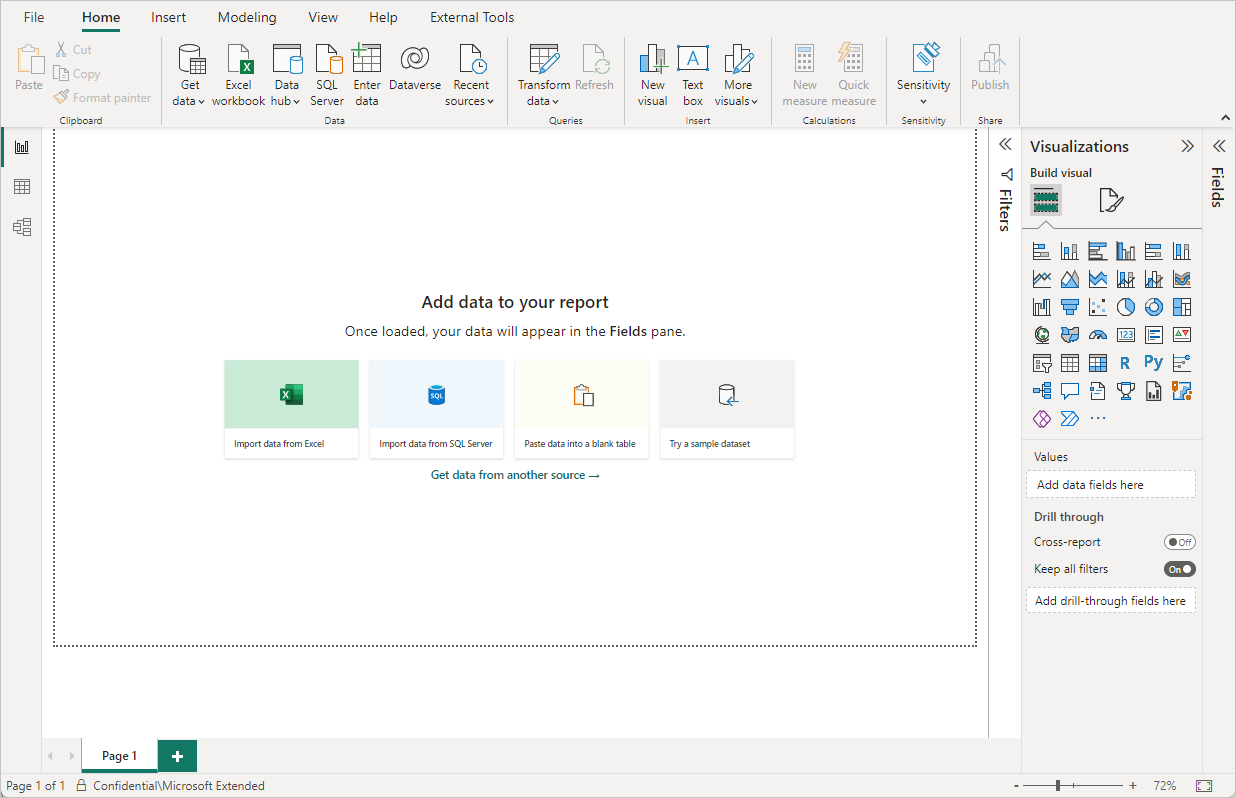 File Home Insert Modeling View Help External Tools
Paste
Cut
Copy
Format painter
Clipboard
Get data
Excel workbook
Data hub
SQL Server
Enter data
Dataverse
Recent sources
Data
Transform data
Refresh
Queries
New visual
Text box
More visuals
Insert
New measure
Quick measure
Calculations
Sensitivity
Sensitivity
Publish
Share
Add data to your report
Once loaded, your data will appear in the Fields pane.
SQL
Import data from Excel
Import data from SQL Server
Paste data into a blank table
Try a sample dataset
Get data from another source →
Filters
Visualizations
Build visual
123
R
Py
Values
Add data fields here
Drill through
Cross-report
Off
Keep all filters
On
Add drill-through fields here
Fields
Page 1
Page 1 of 1
Confidential\Microsoft Extended
- + 72%